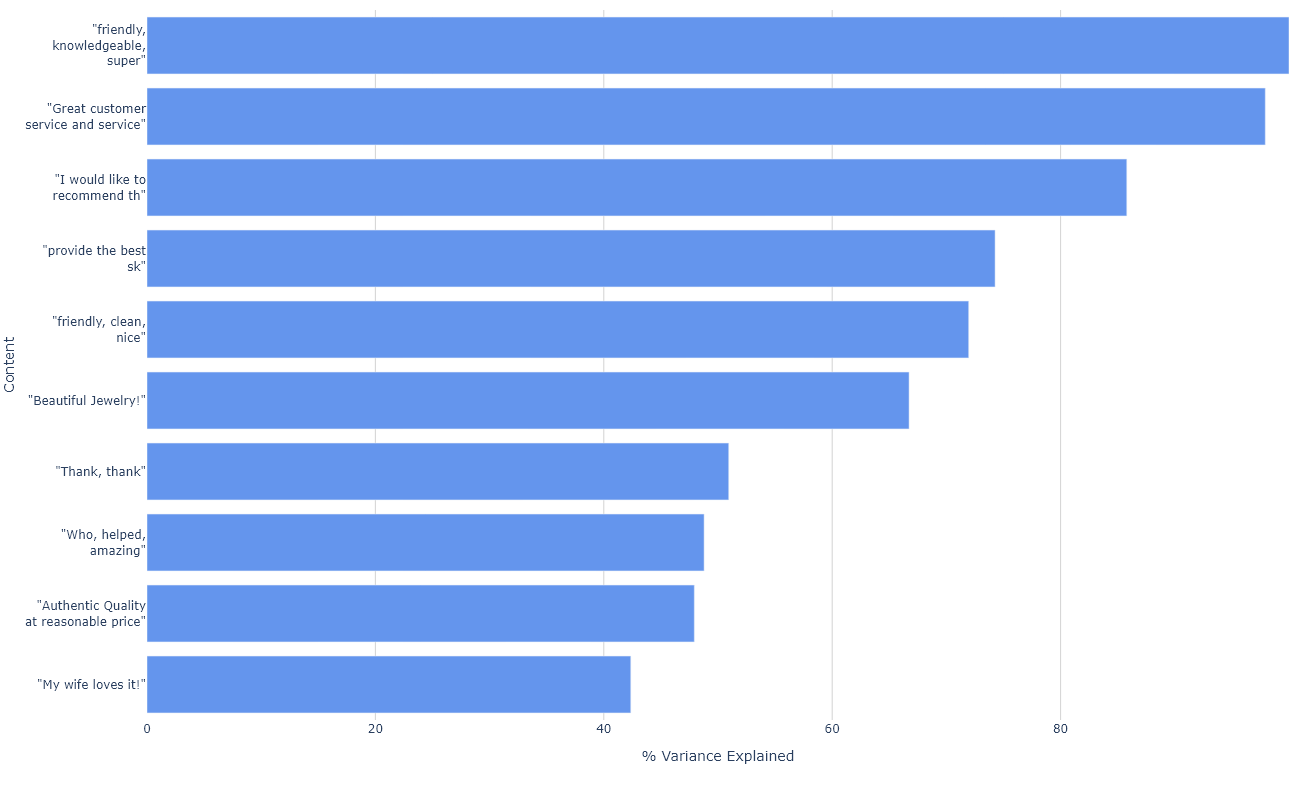 "friendly,
knowledgeable,
super"
"Great customer
service and service"
"I would like to
recommend th"
"provide the best
sk"
"friendly, clean,
nice"
Content
"Beautiful Jewelry!"
"Thank, thank"
"Who, helped,
amazing"
"Authentic Quality
at reasonable price"
"My wife loves it!"
0 20 40 60 80
% Variance Explained